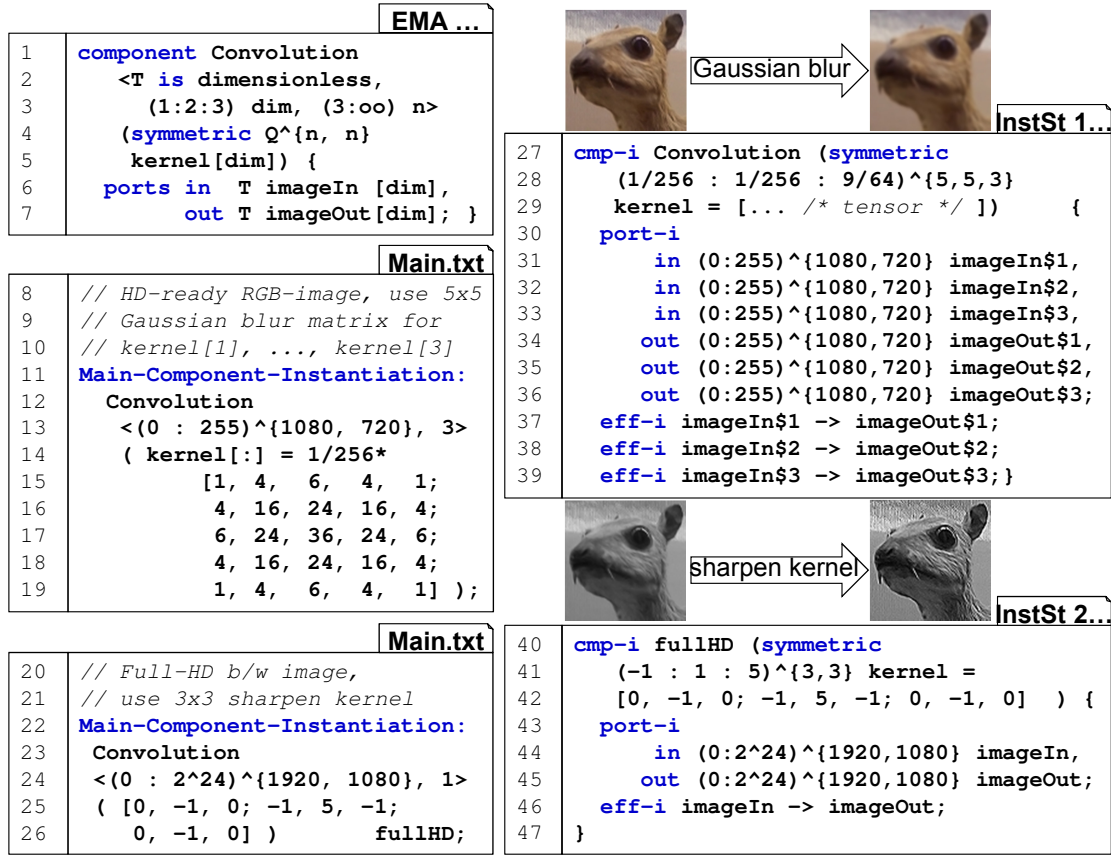 EMA ...
1 component Convolution
2 <T is dimensionless,
3 (1:2:3) dim, (3:oo) n>
4 (symmetric Q^{n, n}
5 kernel[dim]) {
6 ports in T imageIn [dim],
7 out T imageOut[dim]; }
Main.txt
8 // HD-ready RGB-image, use 5x5
9 // Gaussian blur matrix for
10 // kernel[1], ..., kernel[3]
11 Main-Component-Instantiation:
12 Convolution
13 <(0 : 255)^{1080, 720}, 3>
14 ( kernel[:] = 1/256*
15 [1, 4, 6, 4, 1;
16 4, 16, 24, 16, 4;
17 6, 24, 36, 24, 6;
18 4, 16, 24, 16, 4;
19 1, 4, 6, 4, 1] );
Main.txt
20 // Full-HD b/w image,
21 // use 3x3 sharpen kernel
22 Main-Component-Instantiation:
23 Convolution
24 <(0 : 2^24)^{1920, 1080}, 1>
25 ( [0, -1, 0; -1, 5, -1;
26 0, -1, 0] ) fullHD;
Gaussian blur
InstSt 1...
27 cmp-i Convolution (symmetric
28 (1/256 : 1/256 : 9/64)^{5,5,3}
29 kernel = [... /* tensor */ ]) {
30 port-i
31 in (0:255)^{1080,720} imageIn$1,
32 in (0:255)^{1080,720} imageIn$2,
33 in (0:255)^{1080,720} imageIn$3,
34 out (0:255)^{1080,720} imageOut$1,
35 out (0:255)^{1080,720} imageOut$2,
36 out (0:255)^{1080,720} imageOut$3;
37 eff-i imageIn$1 -> imageOut$1;
38 eff-i imageIn$2 -> imageOut$2;
39 eff-i imageIn$3 -> imageOut$3;}
sharpen kernel
InstSt 2...
40 cmp-i fullHD (symmetric
41 (-1 : 1 : 5)^{3,3} kernel =
42 [0, -1, 0; -1, 5, -1; 0, -1, 0] ) {
43 port-i
44 in (0:2^24)^{1920,1080} imageIn,
45 out (0:2^24)^{1920,1080} imageOut;
46 eff-i imageIn -> imageOut;
47 }